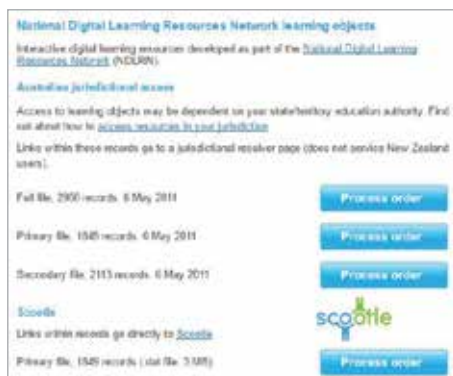 National Digital Learning Resources Network learning objects
Interactive digital learning resources developed as part of the National Digital Learning
Resources Network (NDLRN).
Australian jurisdictional access
Access to learning objects may be dependent on your state/territory education authority. Find
out about how to access resources in your jurisdiction
Links within these records go to a jurisdictional resolver page (does not service New Zealand
users).
Full file, records. 6 May 2011
Process order
Primary file, records. 6 May 2011
Process order
Secondary file, 2113 records. 6 May 2011
Process order
Scootle
scootle
Links within records go directly to Scootle
Primary file, 1849 records (.dat file. 3 MB)
Process order